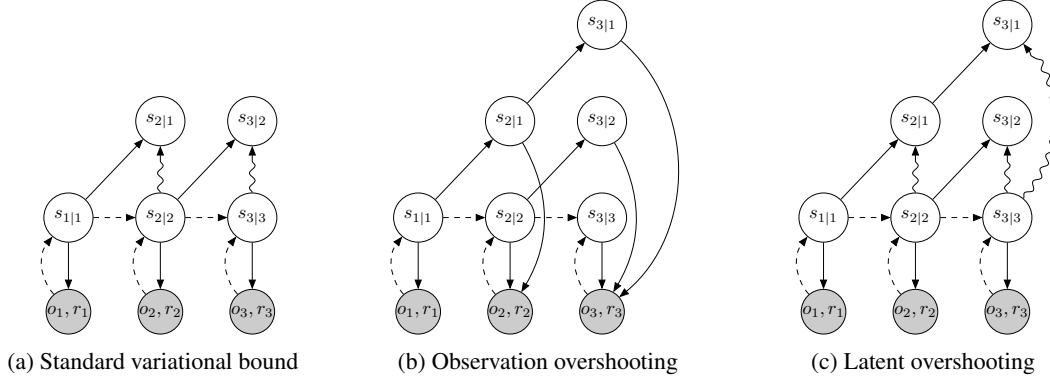 s3|1
s2|1 s3|2
s1|1 s2|2 s3|3
o1, r1 o2, r2 o3, r3
(a) Standard variational bound
s3|1
s2|1 s3|2
s1|1 s2|2 s3|3
o1, r1 o2, r2 o3, r3
(b) Observation overshooting
s2|1 s3|2
s1|1 s2|2 s3|3
o1, r1 o2, r2 o3, r3
(c) Latent overshooting